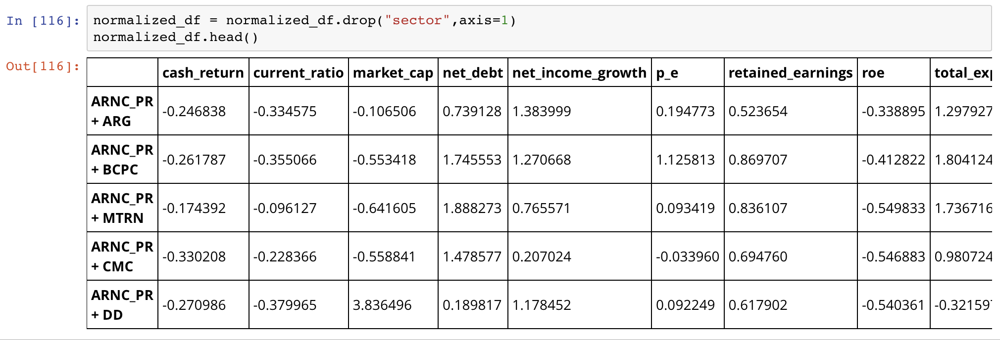 In [116]: normalized_df = normalized_df.drop("sector",axis=1)
normalized_df.head()
Out[116]:
cash_return current_ratio market_cap net_debt net_income_growth p_e retained_earnings roe total_exp
ARNC_PR
+ ARG -0.246838 -0.334575 -0.106506 0.739128 1.383999 0.194773 0.523654 -0.338895 1.297927
ARNC_PR
+ BCPC -0.261787 -0.355066 -0.553418 1.745553 1.270668 1.125813 0.869707 -0.412822 1.804124
ARNC_PR
+ MTRN -0.174392 -0.096127 -0.641605 1.888273 0.765571 0.093419 0.836107 -0.549833 1.736716
ARNC_PR
+ CMC -0.330208 -0.228366 -0.558841 1.478577 0.207024 -0.033960 0.694760 -0.546883 0.980724
ARNC_PR
+ DD -0.270986 -0.379965 3.836496 0.189817 1.178452 0.092249 0.617902 -0.540361 -0.321597